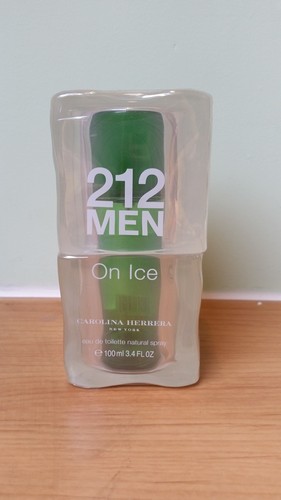 212
MEN
On Ice
CAROLINA HERRERA
NEW YORK
eau de toilette natural spray
℮ 100 ml 3.4 FL OZ